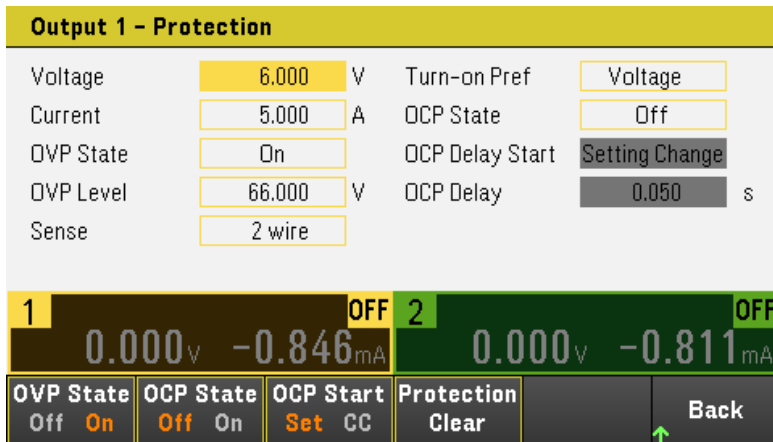 Output 1 – Protection
Voltage 6.000 V Turn-on Pref Voltage
Current 5.000 A OCP State Off
OVP State On OCP Delay Start Setting Change
OVP Level 66.000 V OCP Delay 0.050 s
Sense 2 wire
1 OFF 2 OFF
0.000V −0.846mA 0.000V −0.811mA
OVP State OCP State OCP Start Protection
Off On Off On Set CC Clear Back